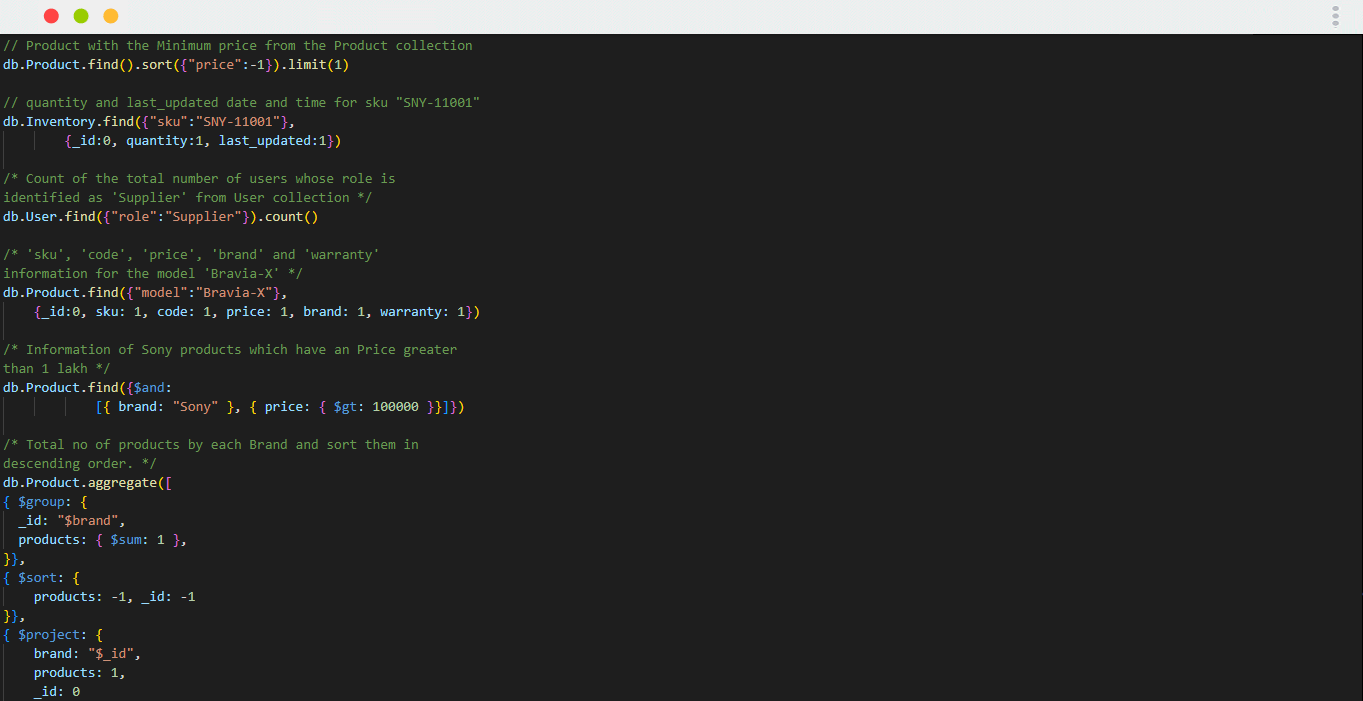 // Product with the Minimum price from the Product collection
db.Product.find().sort({"price":-1}).limit(1)
// quantity and last_updated date and time for sku "SNY-11001"
db.Inventory.find({"sku":"SNY-11001"},
{_id:0, quantity:1, last_updated:1})
/* Count of the total number of users whose role is
identified as 'Supplier' from User collection */
db.User.find({"role":"Supplier"}).count()
/* 'sku', 'code', 'price', 'brand' and 'warranty'
information for the model 'Bravia-X' */
db.Product.find({"model":"Bravia-X"},
{_id:0, sku: 1, code: 1, price: 1, brand: 1, warranty: 1})
/* Information of Sony products which have an Price greater
than 1 lakh */
db.Product.find({$and:
[{ brand: "Sony" }, { price: { $gt: 100000 }}]})
/* Total no of products by each Brand and sort them in
descending order. */
db.Product.aggregate([
{ $group: {
_id: "$brand",
products: { $sum: 1 },
}},
{ $sort: {
products: -1, _id: -1
}},
{ $project: {
brand: "$_id",
products: 1,
_id: 0